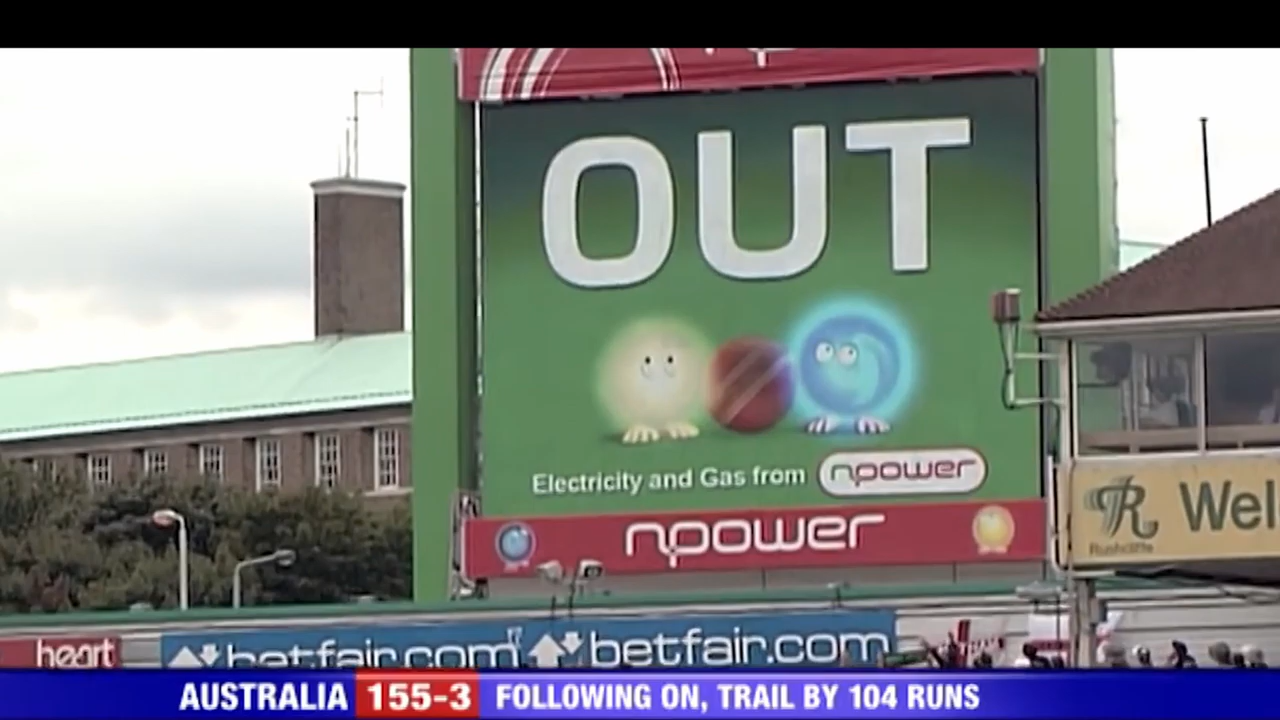 OUT
Electricity and Gas from npower
npower
R
Rushcliffe
Wel
heart
betfair.com betfair.com
AUSTRALIA 155-3 FOLLOWING ON, TRAIL BY 104 RUNS